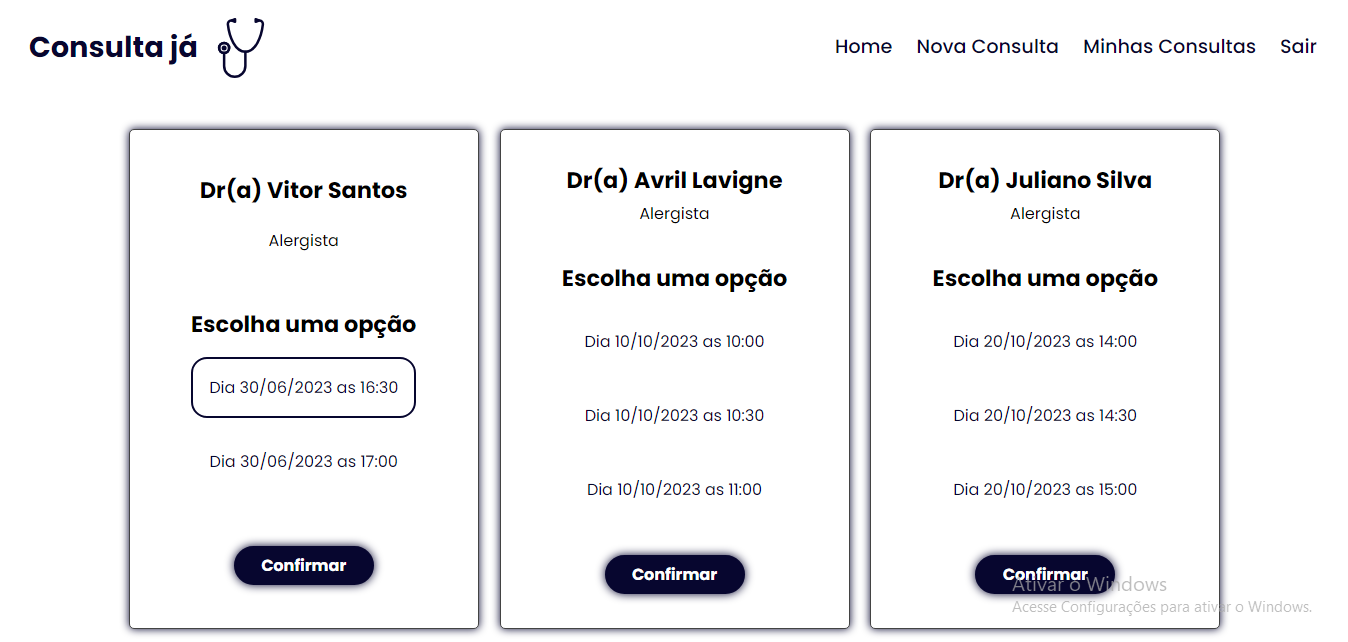 Consulta já
Home Nova Consulta Minhas Consultas Sair
Dr(a) Vitor Santos
Alergista
Escolha uma opção
Dia 30/06/2023 as 16:30
Dia 30/06/2023 as 17:00
Confirmar
Dr(a) Avril Lavigne
Alergista
Escolha uma opção
Dia 10/10/2023 as 10:00
Dia 10/10/2023 as 10:30
Dia 10/10/2023 as 11:00
Confirmar
Dr(a) Juliano Silva
Alergista
Escolha uma opção
Dia 20/10/2023 as 14:00
Dia 20/10/2023 as 14:30
Dia 20/10/2023 as 15:00
Confirmar
Ativar o Windows
Acesse Configurações para ativar o Windows.